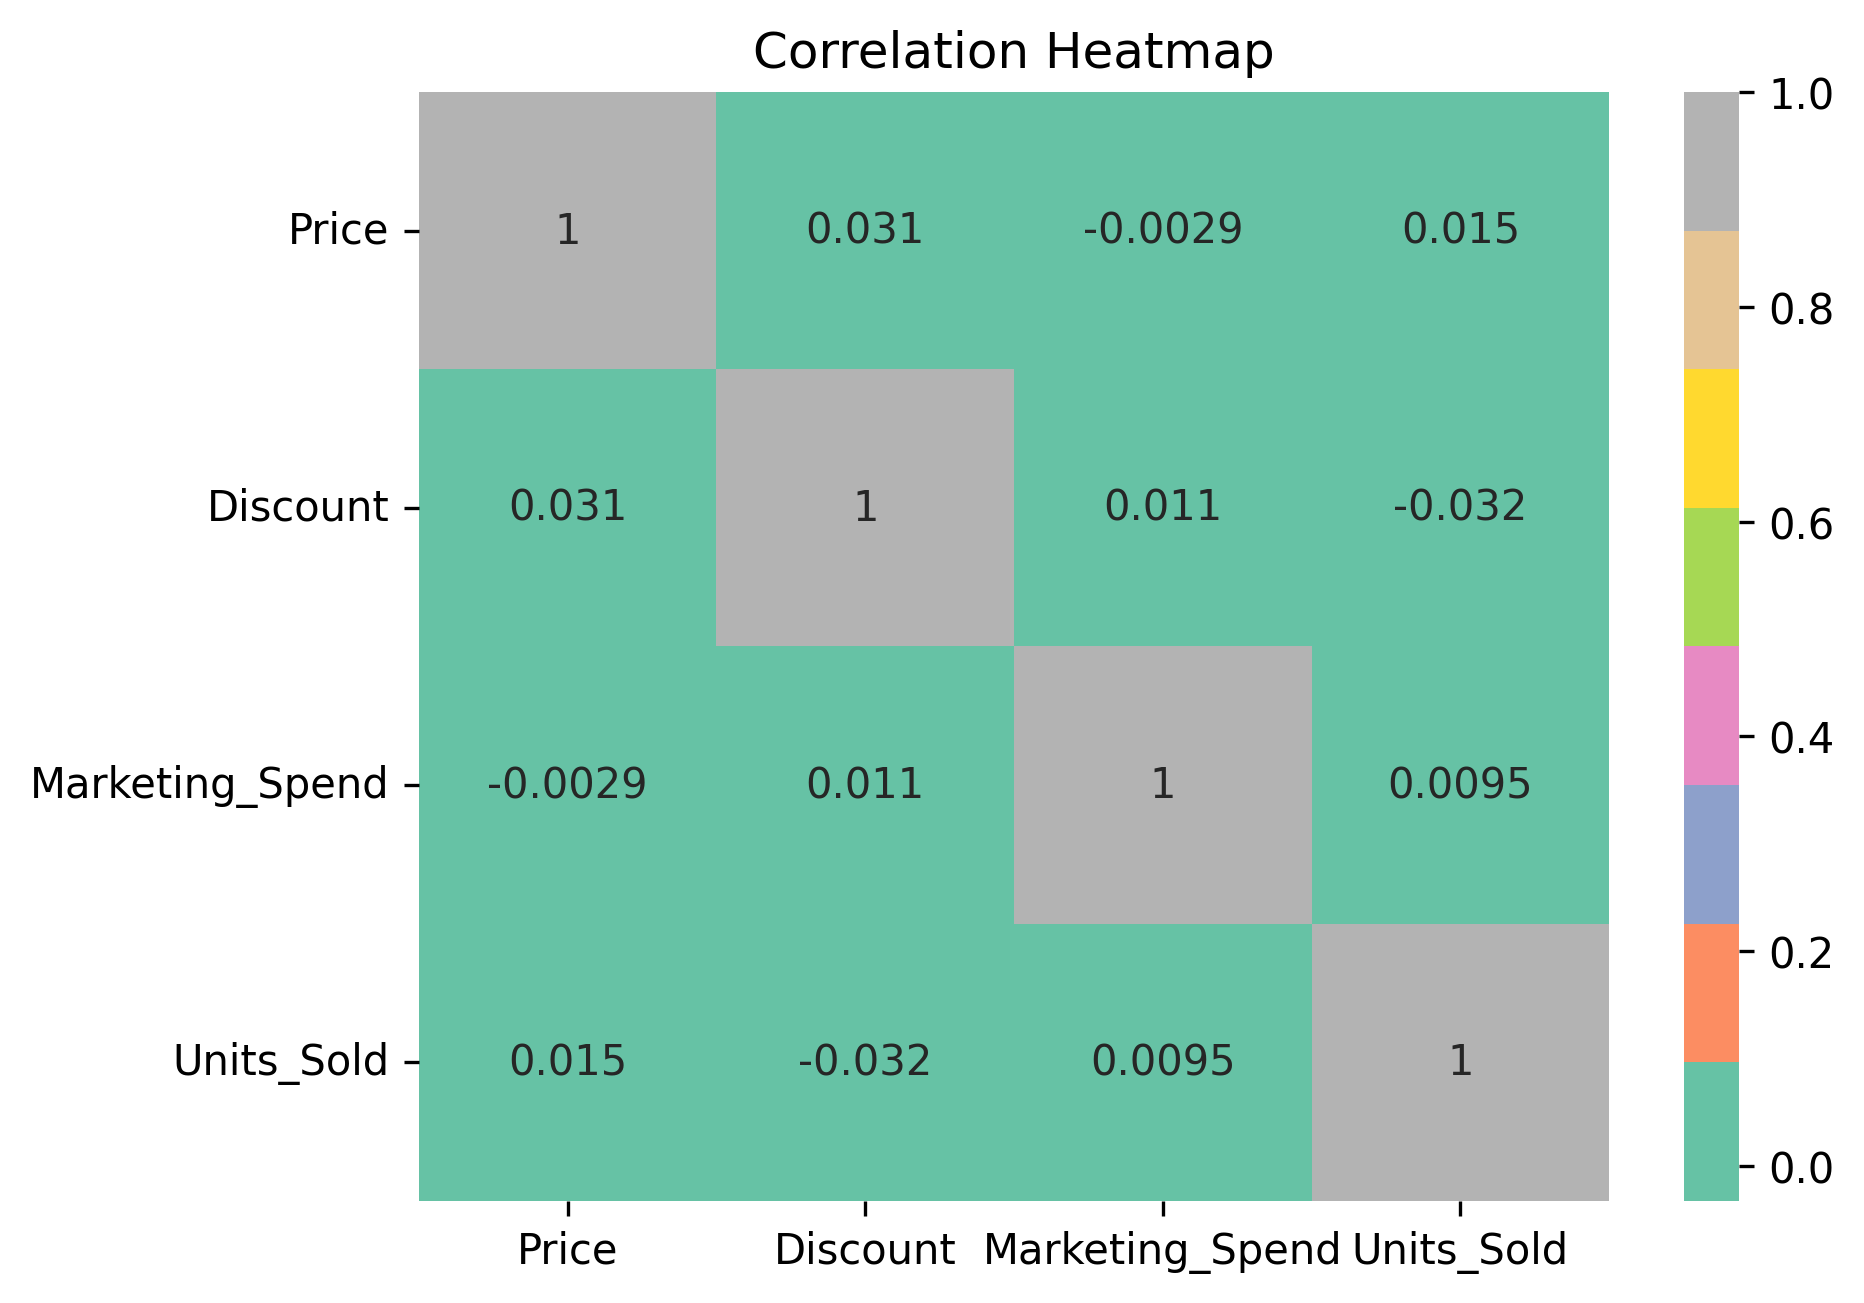 Correlation Heatmap
1.0
Price 1 0.031 -0.0029 0.015
0.8
Discount 0.031 1 0.011 -0.032
0.6
0.4
Marketing_Spend -0.0029 0.011 1 0.0095
0.2
Units_Sold 0.015 -0.032 0.0095 1
0.0
Price Discount Marketing_Spend Units_Sold